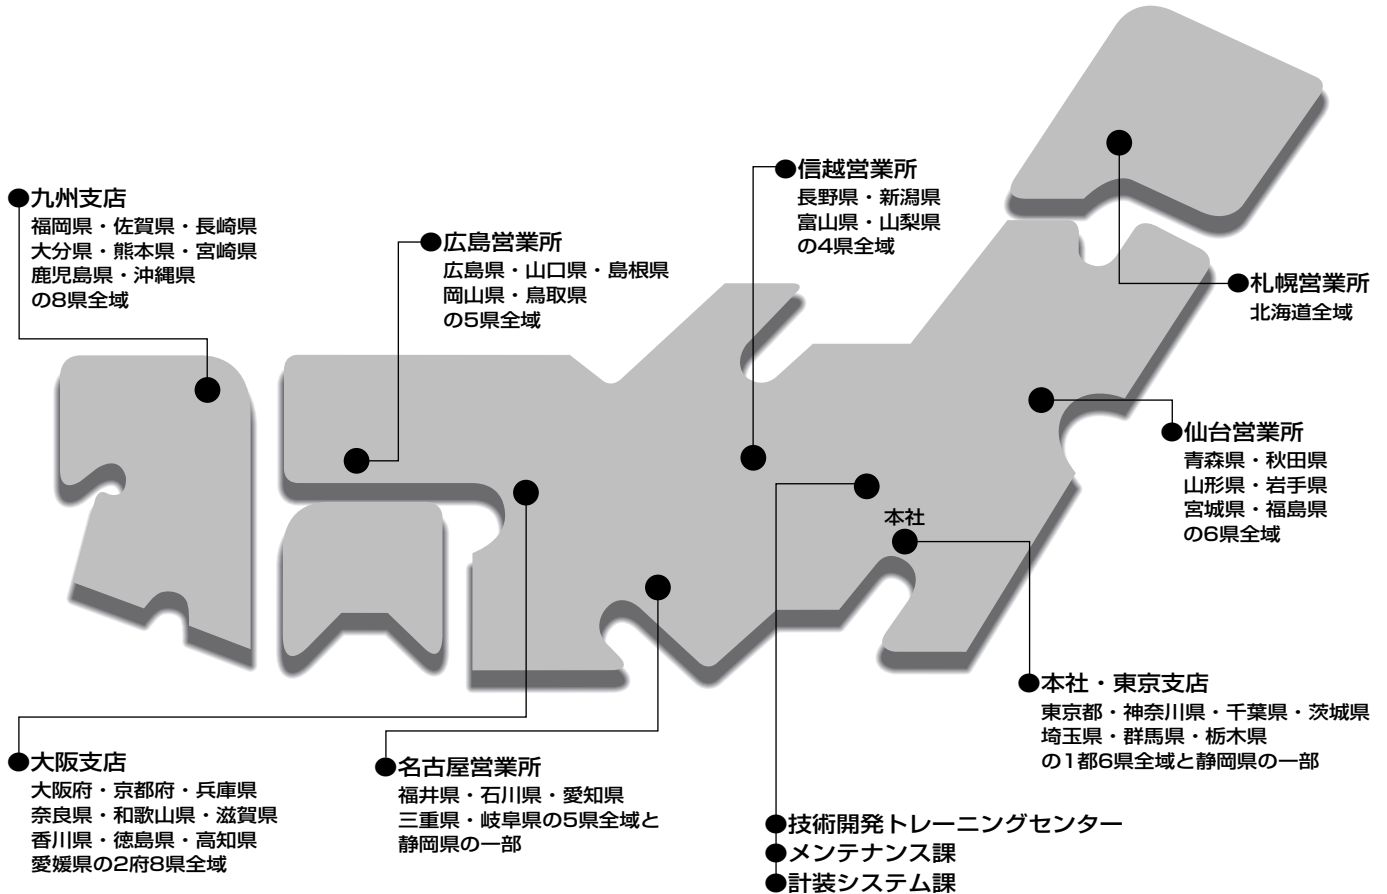 ●九州支店
福岡県・佐賀県・長崎県
大分県・熊本県・宮崎県
鹿児島県・沖縄県
の8県全域
●広島営業所
広島県・山口県・島根県
岡山県・鳥取県
の5県全域
●信越営業所
長野県・新潟県
富山県・山梨県
の4県全域
●札幌営業所
北海道全域
●仙台営業所
青森県・秋田県
山形県・岩手県
宮城県・福島県
の6県全域
本社
●本社・東京支店
東京都・神奈川県・千葉県・茨城県
埼玉県・群馬県・栃木県
の1都6県全域と静岡県の一部
●大阪支店
大阪府・京都府・兵庫県
奈良県・和歌山県・滋賀県
香川県・徳島県・高知県
愛媛県の2府8県全域
●名古屋営業所
福井県・石川県・愛知県
三重県・岐阜県の5県全域と
静岡県の一部
●技術開発トレーニングセンター
●メンテナンス課
●計装システム課